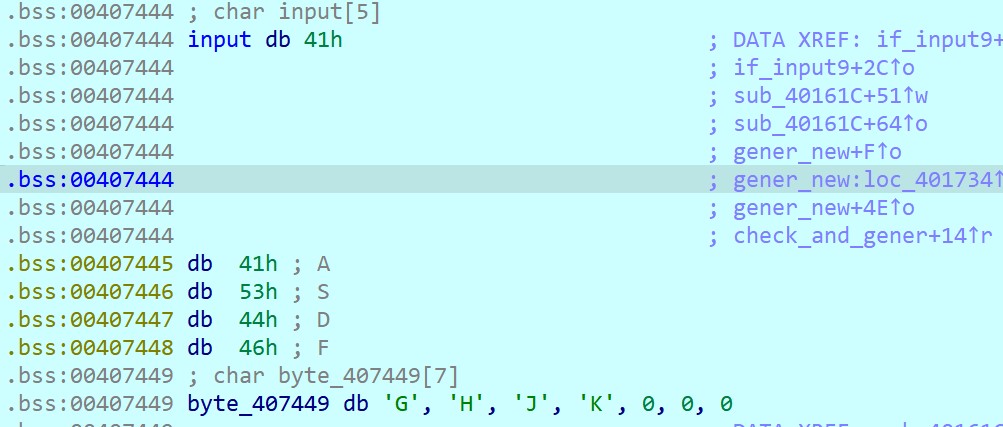 .bss:00407444 ; char input[5]
.bss:00407444 input db 41h ; DATA XREF: if_input9+
.bss:00407444 ; if_input9+2C↑o
.bss:00407444 ; sub_40161C+51↑w
.bss:00407444 ; sub_40161C+64↑o
.bss:00407444 ; gener_new+F↑o
.bss:00407444 ; gener_new:loc_401734↑
.bss:00407444 ; gener_new+4E↑o
.bss:00407444 ; check_and_gener+14↑r
.bss:00407445 db 41h ; A
.bss:00407446 db 53h ; S
.bss:00407447 db 44h ; D
.bss:00407448 db 46h ; F
.bss:00407449 ; char byte_407449[7]
.bss:00407449 byte_407449 db 'G', 'H', 'J', 'K', 0, 0, 0